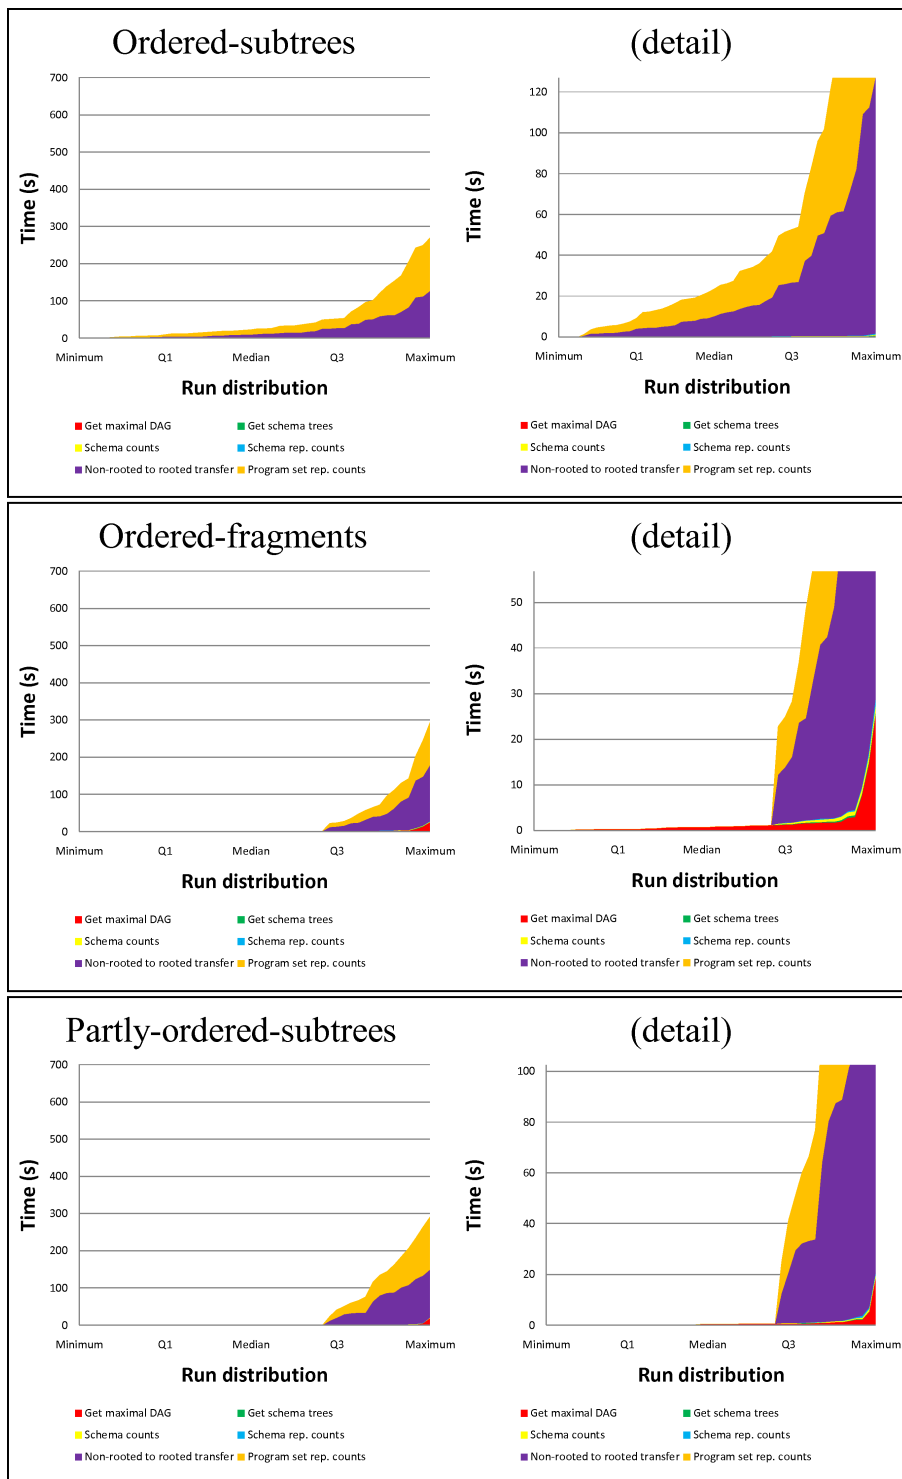 Ordered-subtrees (detail)
700
600
500
400
300
200
100
0
Time (s)
Minimum Q1 Median Q3 Maximum
Run distribution
Get maximal DAG Get schema trees
Schema counts Schema rep. counts
Non-rooted to rooted transfer Program set rep. counts
120
100
80
60
40
20
0
Time (s)
Minimum Q1 Median Q3 Maximum
Run distribution
Get maximal DAG Get schema trees
Schema counts Schema rep. counts
Non-rooted to rooted transfer Program set rep. counts
Ordered-fragments (detail)
700
600
500
400
300
200
100
0
Time (s)
Minimum Q1 Median Q3 Maximum
Run distribution
Get maximal DAG Get schema trees
Schema counts Schema rep. counts
Non-rooted to rooted transfer Program set rep. counts
50
40
30
20
10
0
Time (s)
Minimum Q1 Median Q3 Maximum
Run distribution
Get maximal DAG Get schema trees
Schema counts Schema rep. counts
Non-rooted to rooted transfer Program set rep. counts
Partly-ordered-subtrees (detail)
700
600
500
400
300
200
100
0
Time (s)
Minimum Q1 Median Q3 Maximum
Run distribution
Get maximal DAG Get schema trees
Schema counts Schema rep. counts
Non-rooted to rooted transfer Program set rep. counts
100
80
60
40
20
0
Time (s)
Minimum Q1 Median Q3 Maximum
Run distribution
Get maximal DAG Get schema trees
Schema counts Schema rep. counts
Non-rooted to rooted transfer Program set rep. counts